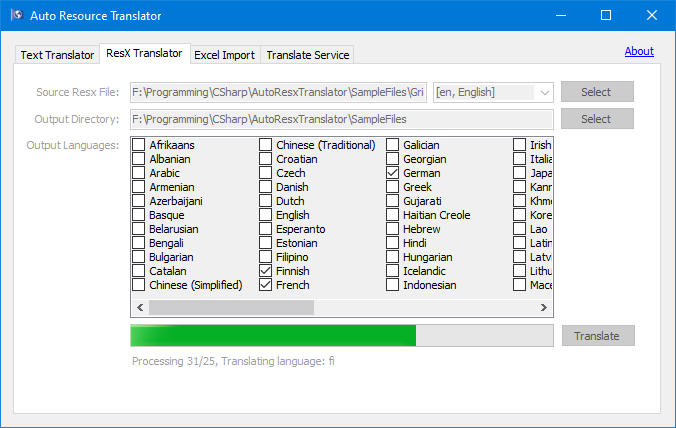 Auto Resource Translator
Text Translator ResX Translator Excel Import Translate Service About
Source Resx File: F:\Programming\CSharp\AutoResxTranslator\SampleFiles\Gri [en, English] Select
Output Directory: F:\Programming\CSharp\AutoResxTranslator\SampleFiles Select
Output Languages: Afrikaans Chinese (Traditional) Galician Irish
Albanian Croatian Georgian Italia
Arabic Czech German Japa
Armenian Danish Greek Kann
Azerbaijani Dutch Gujarati Khme
Basque English Haitian Creole Kore
Belarusian Esperanto Hebrew Lao
Bengali Estonian Hindi Latin
Bulgarian Filipino Hungarian Latv
Catalan Finnish Icelandic Lithu
Chinese (Simplified) French Indonesian Mace
Translate
Processing 31/25, Translating language: fi